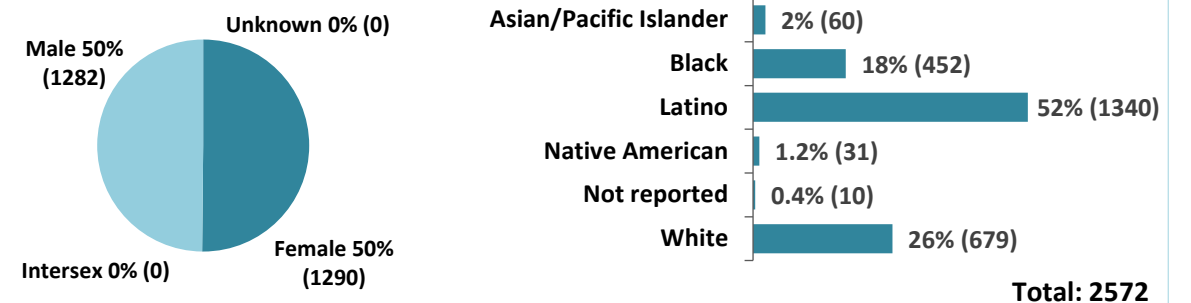 Unknown 0% (0)
Male 50%
(1282)
Female 50%
(1290)
Intersex 0% (0)
Asian/Pacific Islander 2% (60)
Black 18% (452)
Latino 52% (1340)
Native American 1.2% (31)
Not reported 0.4% (10)
White 26% (679)
Total: 2572